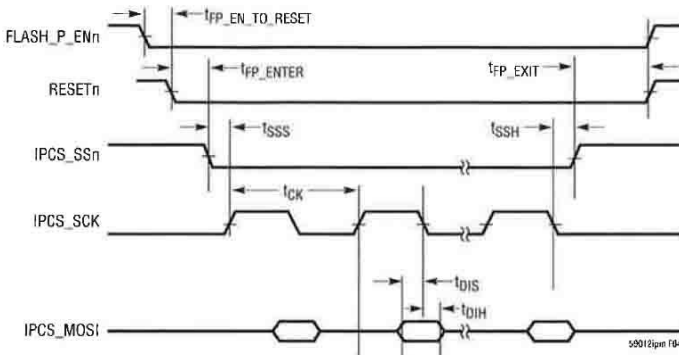 tFP_EN_TO_RESET
FLASH_P_ENn
tFP_ENTER
tFP_EXIT
RESETn
tSSS
tSSH
IPCS_SSn
tCK
IPCS_SCK
tDIS
tDIH
IPCS_MOSI